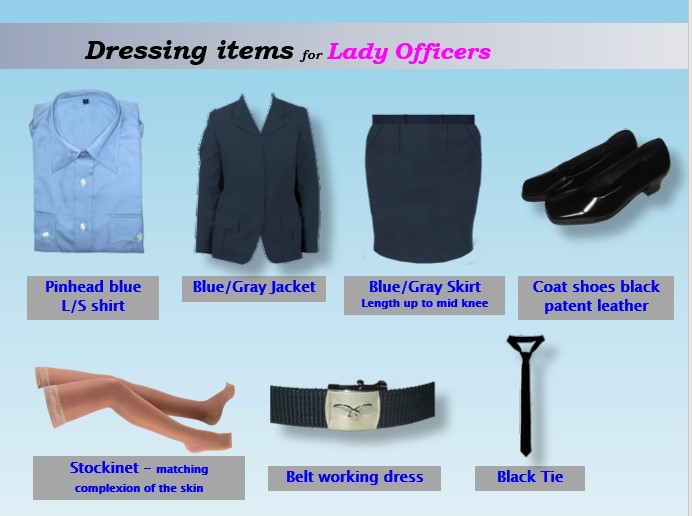 Dressing items for Lady Officers
Pinhead blue
L/S shirt
Blue/Gray Jacket
Blue/Gray Skirt
Length up to mid knee
Coat shoes black
patent leather
Stockinet – matching
complexion of the skin
Belt working dress
Black Tie